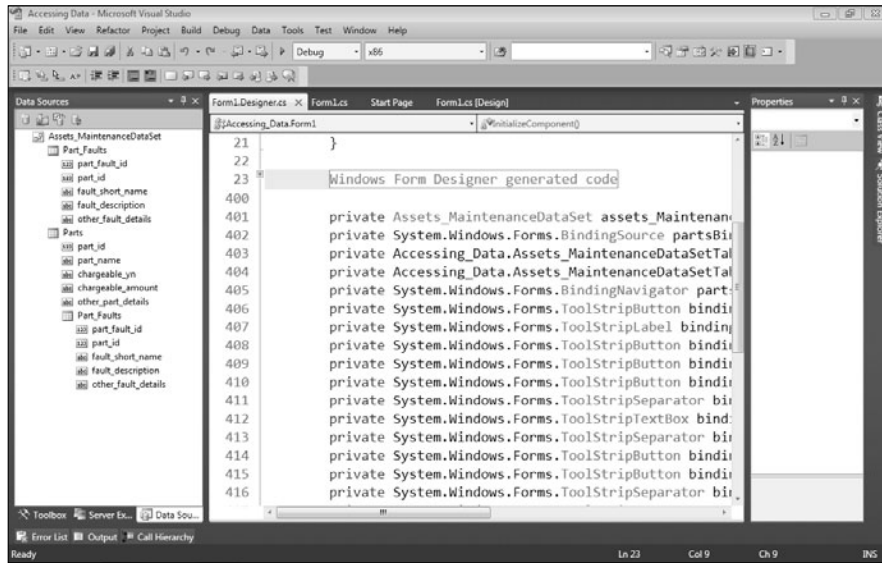 Accessing Data - Microsoft Visual Studio
File Edit View Refactor Project Build Debug Data Tools Test Window Help
Debug x86
Data Sources
Assets_MaintenanceDataSet
Part_Faults
part_fault_id
part_id
fault_short_name
fault_description
other_fault_details
Parts
part_id
part_name
chargeable_yn
chargeable_amount
other_part_details
Part_Faults
part_fault_id
part_id
fault_short_name
fault_description
other_fault_details
Toolbox Server Ex... Data Sou...
Form1.Designer.cs Form1.cs Start Page Form1.cs [Design]
Accessing_Data.Form1 InitializeComponent()
21 }
22
23 Windows Form Designer generated code
400
401 private Assets_MaintenanceDataSet assets_Maintenan
402 private System.Windows.Forms.BindingSource partsBi
403 private Accessing_Data.Assets_MaintenanceDataSetTa
404 private Accessing_Data.Assets_MaintenanceDataSetTa
405 private System.Windows.Forms.BindingNavigator part
406 private System.Windows.Forms.ToolStripButton bindi
407 private System.Windows.Forms.ToolStripLabel bindin
408 private System.Windows.Forms.ToolStripButton bindi
409 private System.Windows.Forms.ToolStripButton bindi
410 private System.Windows.Forms.ToolStripButton bindi
411 private System.Windows.Forms.ToolStripSeparator bi
412 private System.Windows.Forms.ToolStripTextBox bind
413 private System.Windows.Forms.ToolStripSeparator bi
414 private System.Windows.Forms.ToolStripButton bindi
415 private System.Windows.Forms.ToolStripButton bindi
416 private System.Windows.Forms.ToolStripSeparator bi
Properties
Class View
Solution Explorer
Error List Output Call Hierarchy
Ready Ln 23 Col 9 Ch 9 INS